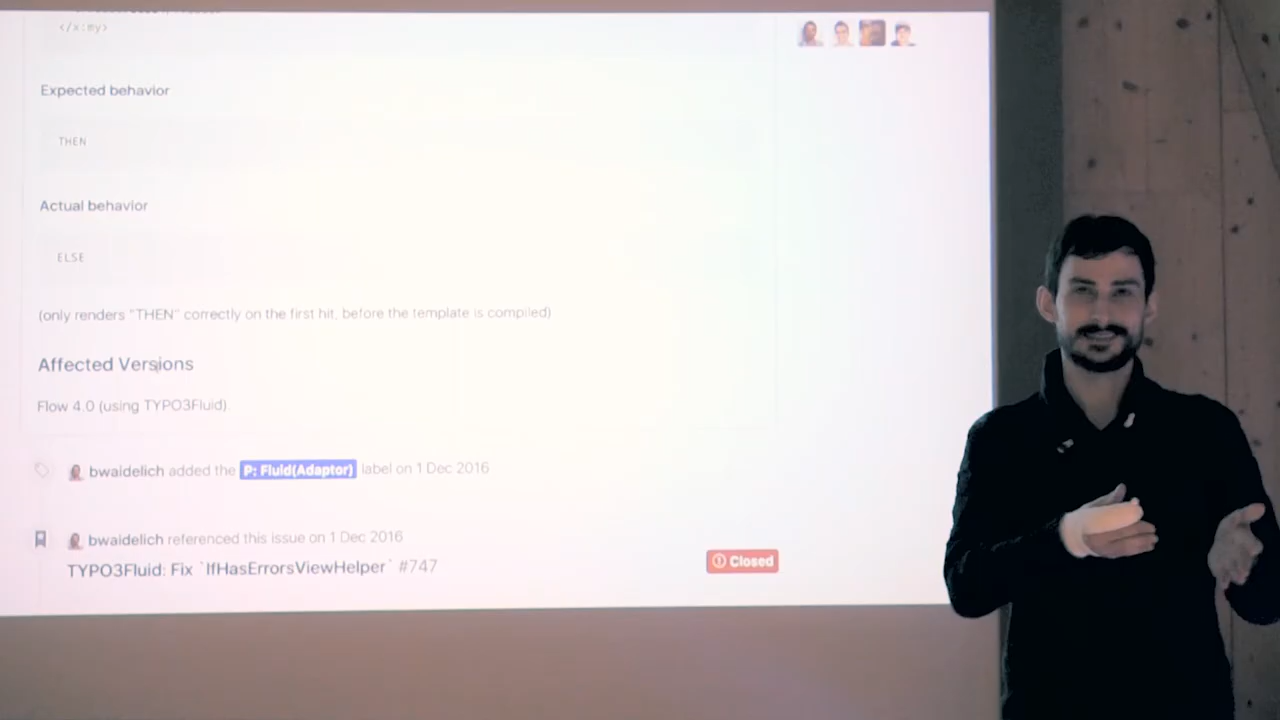 </x:my>
Expected behavior
THEN
Actual behavior
ELSE
(only renders "THEN" correctly on the first hit, before the template is compiled)
Affected Versions
Flow 4.0 (using TYPO3Fluid)
bwaidelich added the P: Fluid(Adaptor) label on 1 Dec 2016
bwaidelich referenced this issue on 1 Dec 2016
TYPO3Fluid: Fix `IfHasErrorsViewHelper` #747
Closed